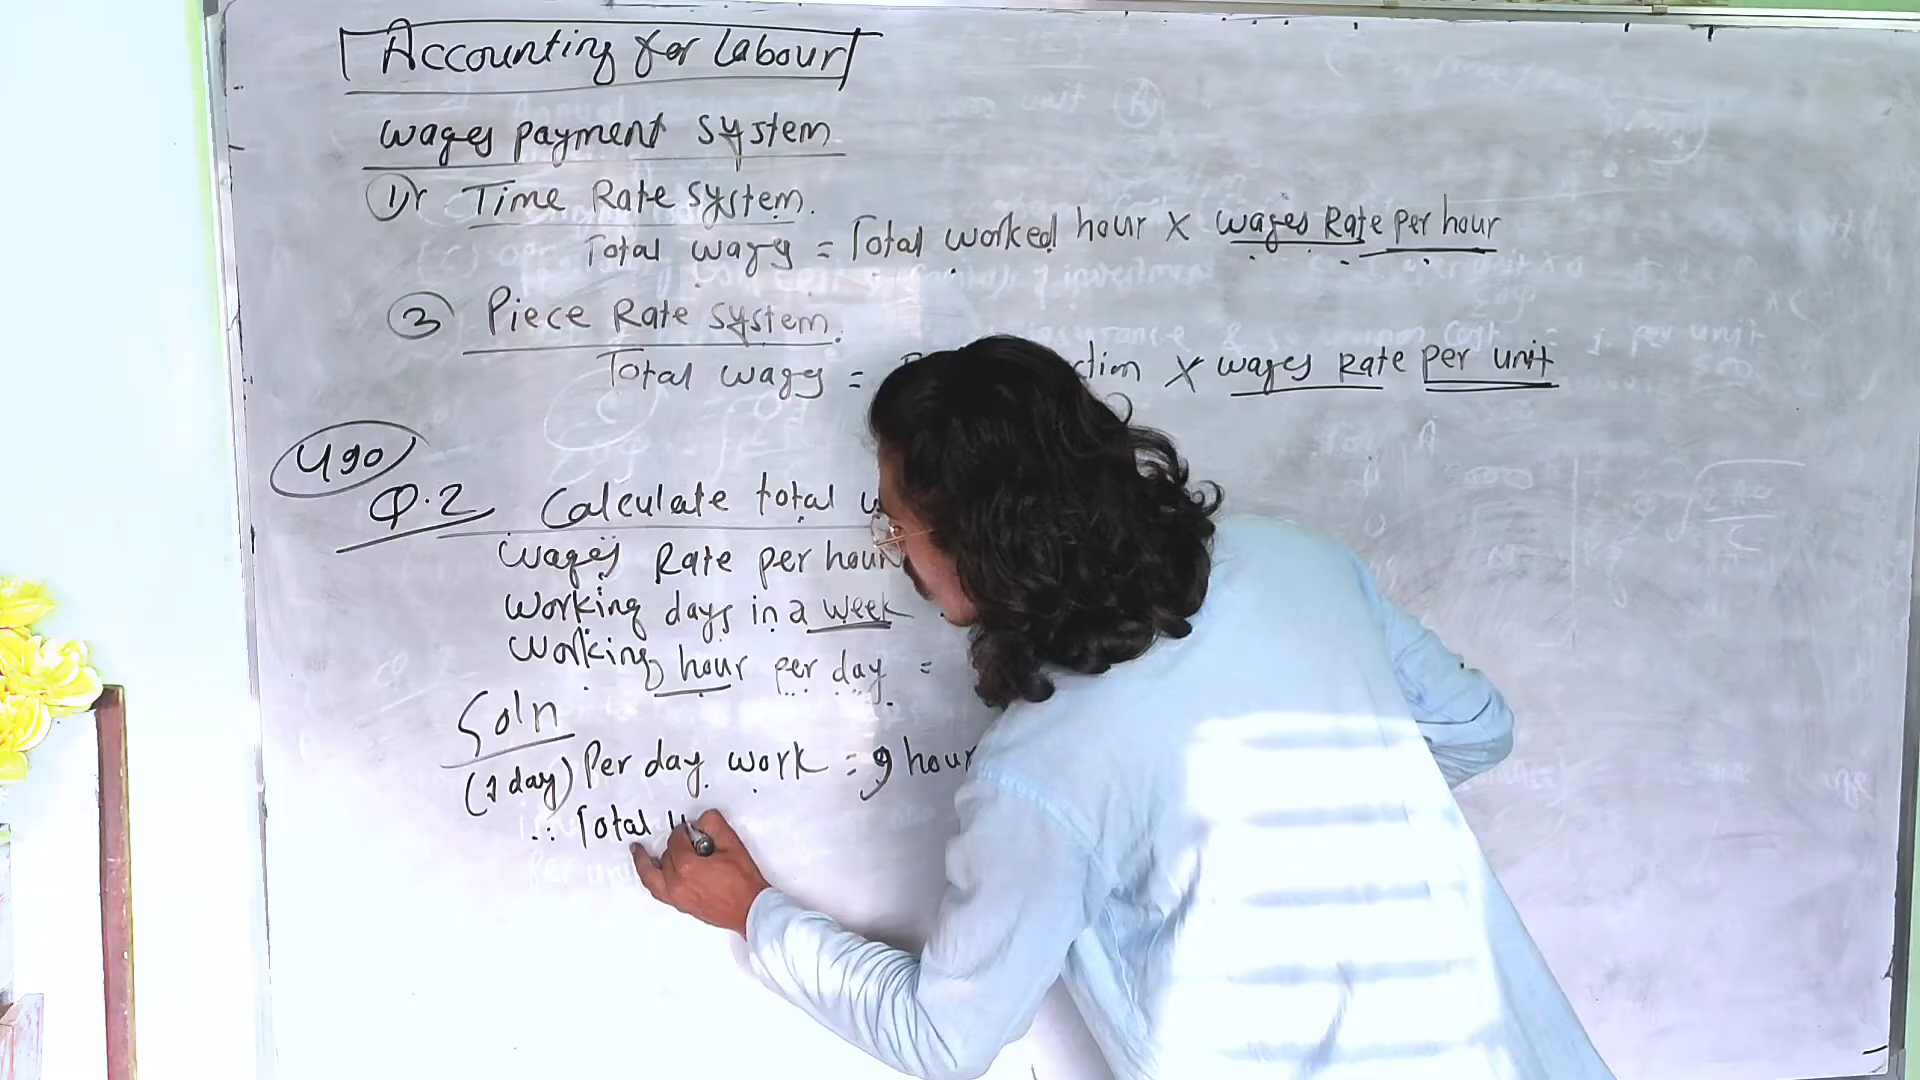 Accounting for Labour
Wages payment system
1) Time Rate system.
Total wages = Total worked hour × wages Rate per hour
2 Piece Rate system.
Total wages = ction × wages Rate per unit
490
Q.2 Calculate total w
Wages Rate per hour
Working days in a week
Working hour per day =
Soln
(1 day) Per day work = 9 hour
∴ Total